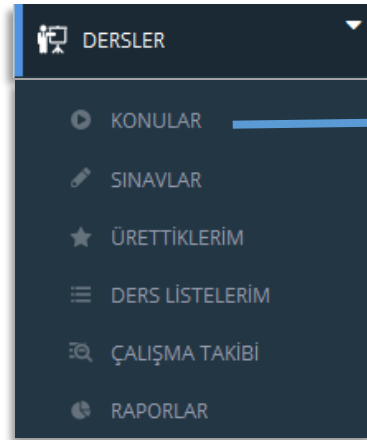 DERSLER
KONULAR
SINAVLAR
ÜRETTİKLERİM
DERS LİSTELERİM
ÇALIŞMA TAKİBİ
RAPORLAR